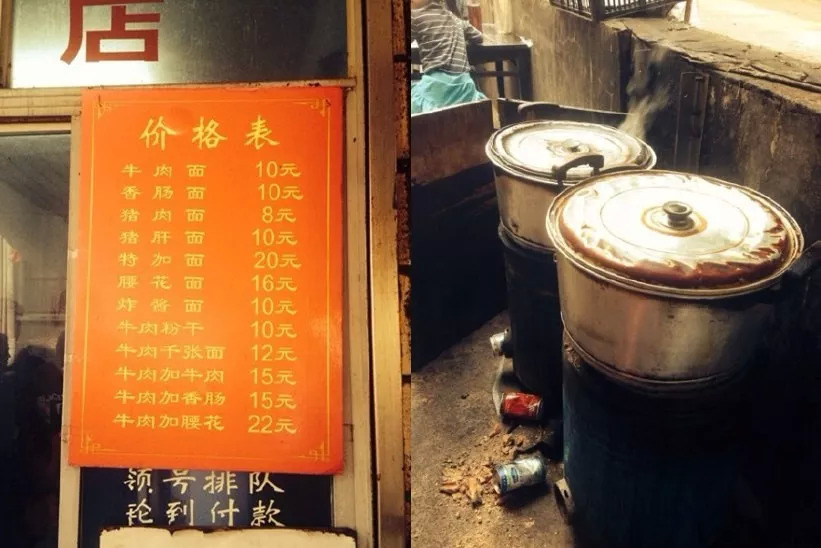 店
价格表
牛肉面 10元
香肠面 10元
猪肉面 8元
猪肝面 10元
特加面 20元
腰花面 16元
炸酱面 10元
牛肉粉干 10元
牛肉千张面 12元
牛肉加牛肉 15元
牛肉加香肠 15元
牛肉加腰花 22元
领号排队
轮到付款